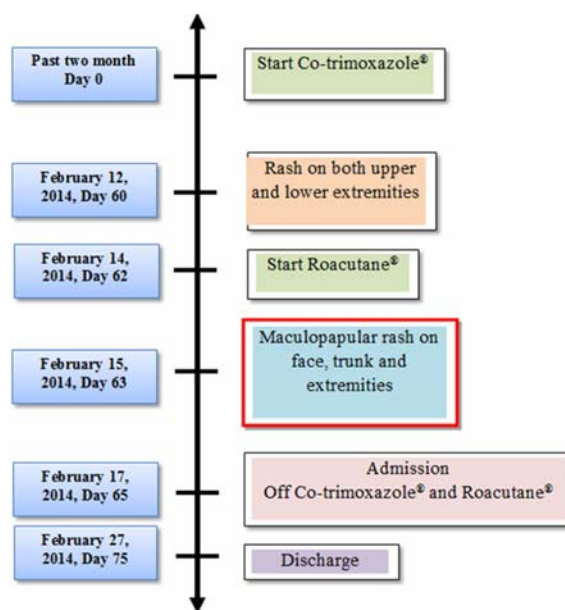 Past two month
Day 0
Start Co-trimoxazole®
February 12,
2014, Day 60
Rash on both upper
and lower extremities
February 14,
2014, Day 62
Start Roacutane®
February 15,
2014, Day 63
Maculopapular rash on
face, trunk and
extremities
February 17,
2014, Day 65
Admission
Off Co-trimoxazole® and Roacutane®
February 27,
2014, Day 75
Discharge